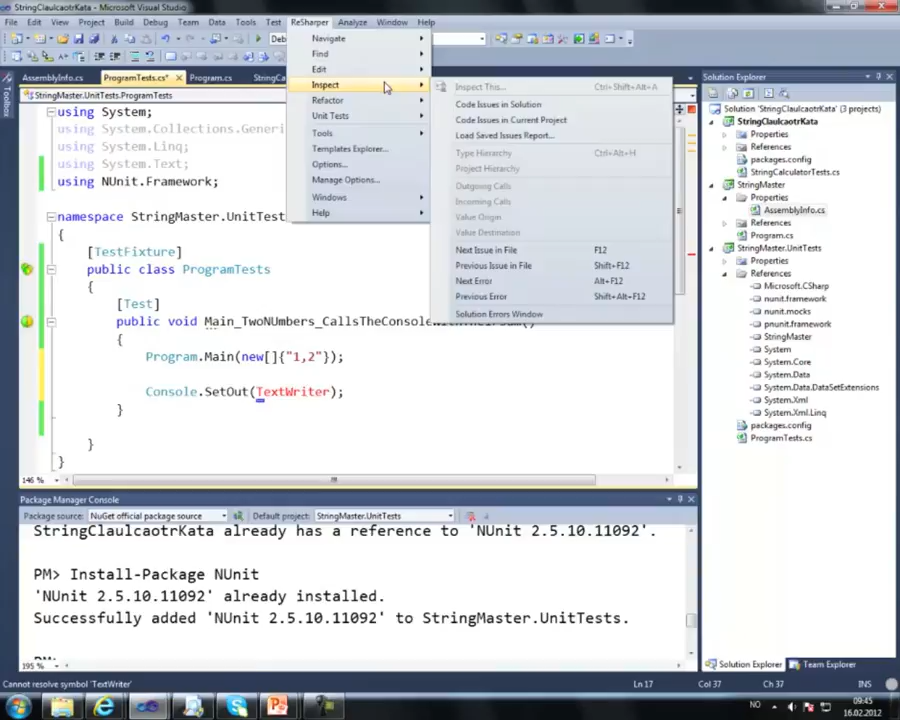 StringClaulcaotrKata - Microsoft Visual Studio
File Edit View Project Build Debug Team Data Tools Test ReSharper Analyze Window Help
AssemblyInfo.cs ProgramTests.cs* Program.cs
StringMaster.UnitTests.ProgramTests
using System;
using System.Collections.Generi
using System.Linq;
using System.Text;
using NUnit.Framework;
namespace StringMaster.UnitTest
{
[TestFixture]
public class ProgramTests
{
[Test]
public void Main_TwoNUmbers_CallsTheConsoleWithTheirSum()
{
Program.Main(new[]{"1,2"});
Console.SetOut(TextWriter);
}
}
}
146 %
Navigate
Find
Edit
Inspect
Refactor
Unit Tests
Tools
Templates Explorer...
Options...
Manage Options...
Windows
Help
Inspect This... Ctrl+Shift+Alt+A
Code Issues in Solution
Code Issues in Current Project
Load Saved Issues Report...
Type Hierarchy Ctrl+Alt+H
Project Hierarchy
Outgoing Calls
Incoming Calls
Value Origin
Value Destination
Next Issue in File F12
Previous Issue in File Shift+F12
Next Error Alt+F12
Previous Error Shift+Alt+F12
Solution Errors Window
Toolbox
Solution Explorer
Solution 'StringClaulcaotrKata' (3 projects)
StringClaulcaotrKata
Properties
References
packages.config
StringCalculatorTests.cs
StringMaster
Properties
AssemblyInfo.cs
References
Program.cs
StringMaster.UnitTests
Properties
References
Microsoft.CSharp
nunit.framework
nunit.mocks
pnunit.framework
StringMaster
System
System.Core
System.Data
System.Data.DataSetExtensions
System.Xml
System.Xml.Linq
packages.config
ProgramTests.cs
Solution Explorer Team Explorer
Package Manager Console
Package source: NuGet official package source Default project: StringMaster.UnitTests
StringClaulcaotrKata already has a reference to 'NUnit 2.5.10.11092'.
PM> Install-Package NUnit
'NUnit 2.5.10.11092' already installed.
Successfully added 'NUnit 2.5.10.11092' to StringMaster.UnitTests.
PM>
195 %
Cannot resolve symbol 'TextWriter' Ln 17 Col 37 Ch 37 INS
NO 09:45
16.02.2012